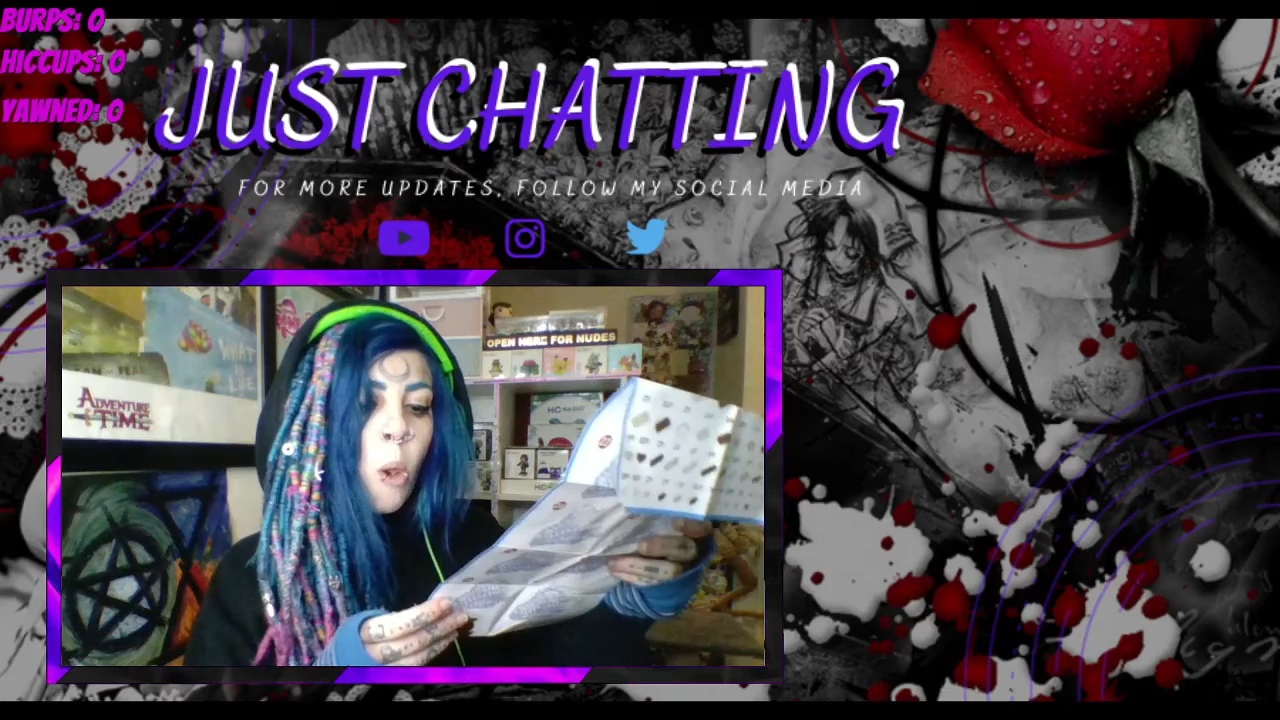 BURPS: 0
HICCUPS: 0
YAWNED: 0
JUST CHATTING
FOR MORE UPDATES, FOLLOW MY SOCIAL MEDIA
OPEN HERE FOR NUDES
ADVENTURE
TIME